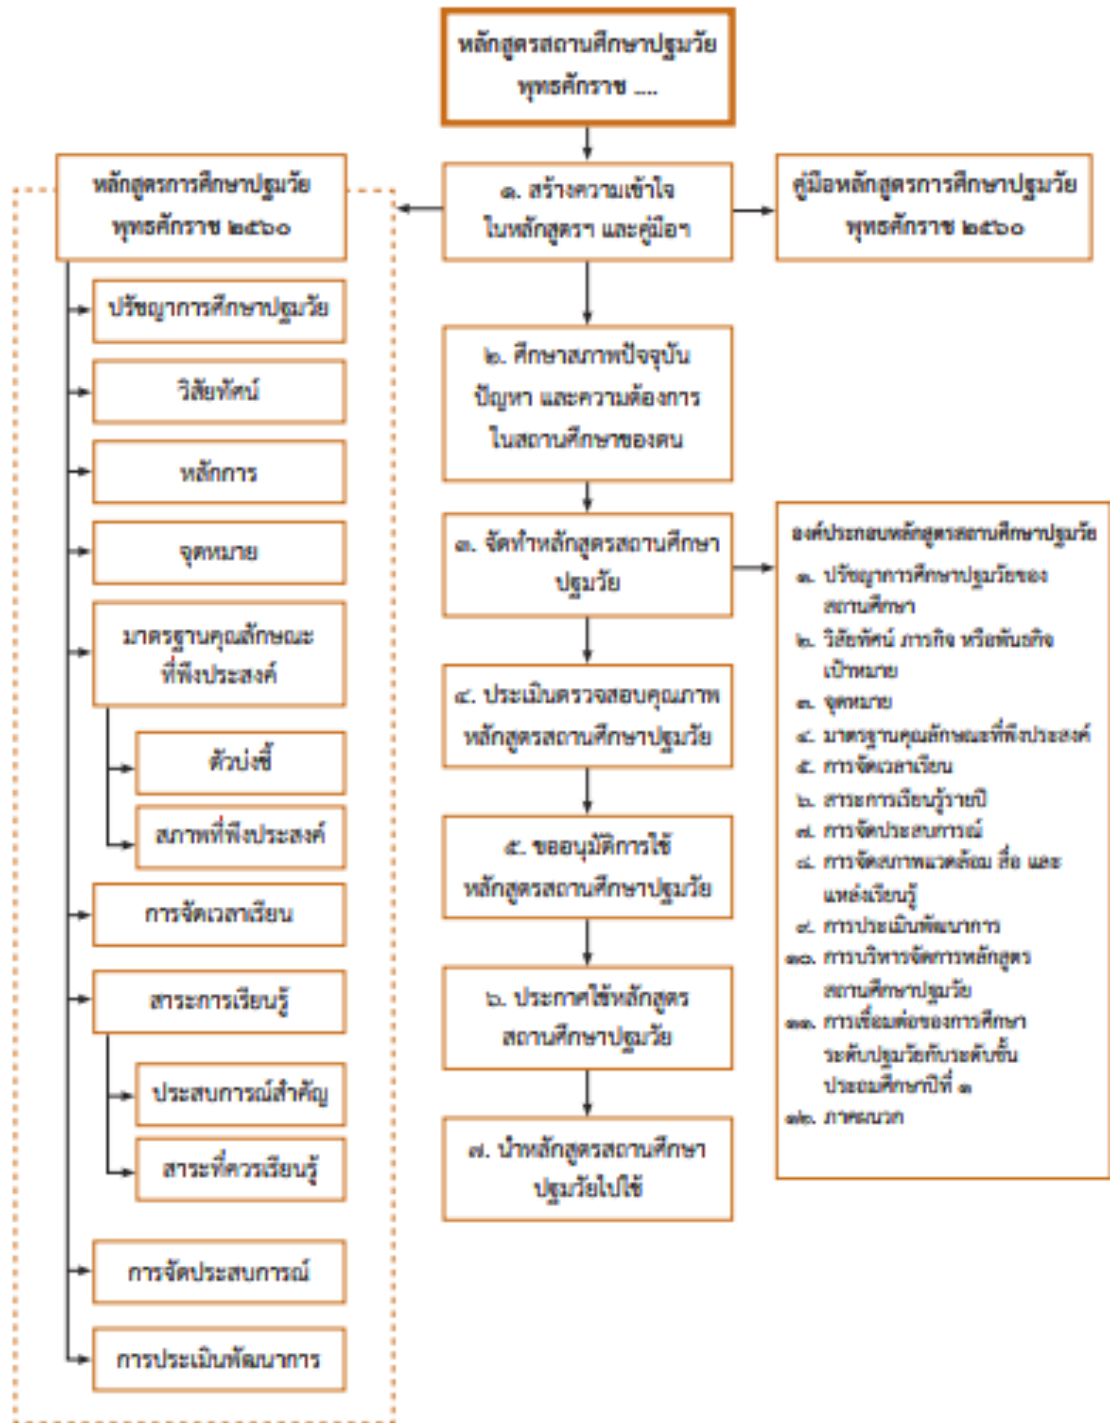 หลักสูตรสถานศึกษาปฐมวัย
พุทธศักราช ....
หลักสูตรการศึกษาปฐมวัย
พุทธศักราช ๒๕๖๐
๑. สร้างความเข้าใจ
ในหลักสูตรฯ และคู่มือฯ
คู่มือหลักสูตรการศึกษาปฐมวัย
พุทธศักราช ๒๕๖๐
ปรัชญาการศึกษาปฐมวัย
วิสัยทัศน์
หลักการ
จุดหมาย
มาตรฐานคุณลักษณะ
ที่พึงประสงค์
ตัวบ่งชี้
สภาพที่พึงประสงค์
การจัดเวลาเรียน
สาระการเรียนรู้
ประสบการณ์สำคัญ
สาระที่ควรเรียนรู้
การจัดประสบการณ์
การประเมินพัฒนาการ
๒. ศึกษาสภาพปัจจุบัน
ปัญหา และความต้องการ
ในสถานศึกษาของตน
๓. จัดทำหลักสูตรสถานศึกษา
ปฐมวัย
๔. ประเมินตรวจสอบคุณภาพ
หลักสูตรสถานศึกษาปฐมวัย
๕. ขออนุมัติการใช้
หลักสูตรสถานศึกษาปฐมวัย
๖. ประกาศใช้หลักสูตร
สถานศึกษาปฐมวัย
๗. นำหลักสูตรสถานศึกษา
ปฐมวัยไปใช้
องค์ประกอบหลักสูตรสถานศึกษาปฐมวัย
๑. ปรัชญาการศึกษาปฐมวัยของ
สถานศึกษา
๒. วิสัยทัศน์ ภารกิจ หรือพันธกิจ
เป้าหมาย
๓. จุดหมาย
๔. มาตรฐานคุณลักษณะที่พึงประสงค์
๕. การจัดเวลาเรียน
๖. สาระการเรียนรู้รายปี
๗. การจัดประสบการณ์
๘. การจัดสภาพแวดล้อม สื่อ และ
แหล่งเรียนรู้
๙. การประเมินพัฒนาการ
๑๐. การบริหารจัดการหลักสูตร
สถานศึกษาปฐมวัย
๑๑. การเชื่อมต่อของการศึกษา
ระดับปฐมวัยกับระดับชั้น
ประถมศึกษาปีที่ ๑
๑๒. ภาคผนวก